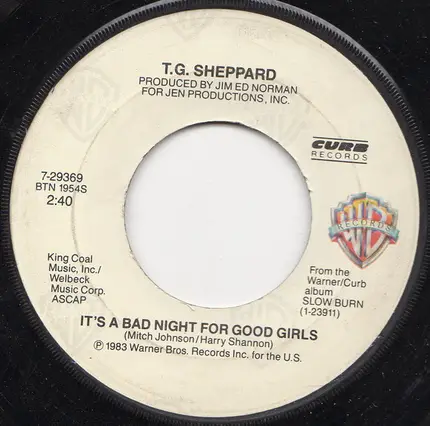 T.G. SHEPPARD
PRODUCED BY JIM ED NORMAN
FOR JEN PRODUCTIONS, INC.
CURB
RECORDS
7-29369
BTN 1954S
2:40
RECORDS
King Coal
Music, Inc./
Welbeck
Music Corp.
ASCAP
From the
Warner/Curb
album
SLOW BURN
(1-23911)
IT'S A BAD NIGHT FOR GOOD GIRLS
(Mitch Johnson/Harry Shannon)
℗ 1983 Warner Bros. Records Inc. for the U.S.